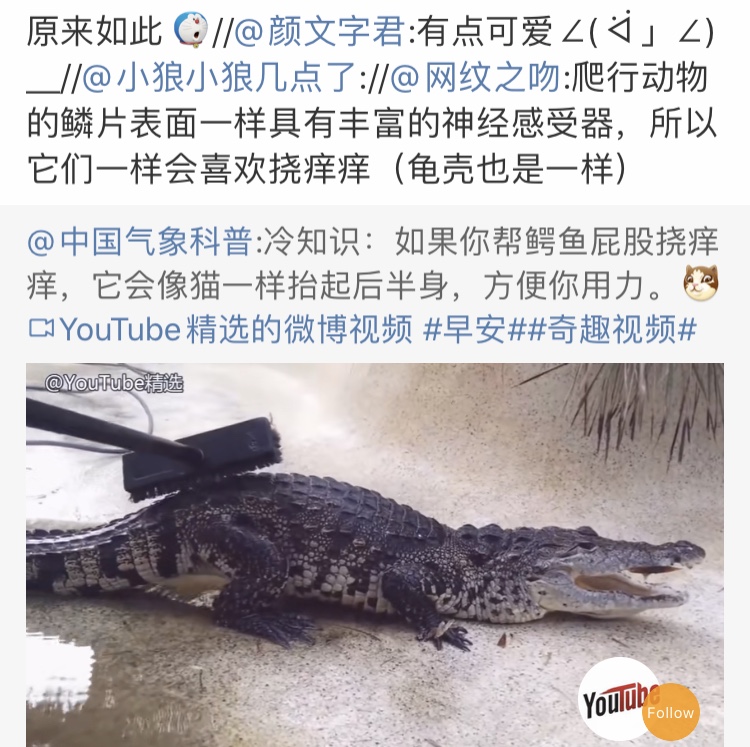 原来如此 //@颜文字君:有点可爱∠( ᐛ 」∠)
__//@小狼小狼几点了://@网纹之吻:爬行动物
的鳞片表面一样具有丰富的神经感受器，所以
它们一样会喜欢挠痒痒（龟壳也是一样）
@中国气象科普:冷知识：如果你帮鳄鱼屁股挠痒
痒，它会像猫一样抬起后半身，方便你用力。
YouTube精选的微博视频 #早安##奇趣视频#
@YouTube精选
YouTube
Follow